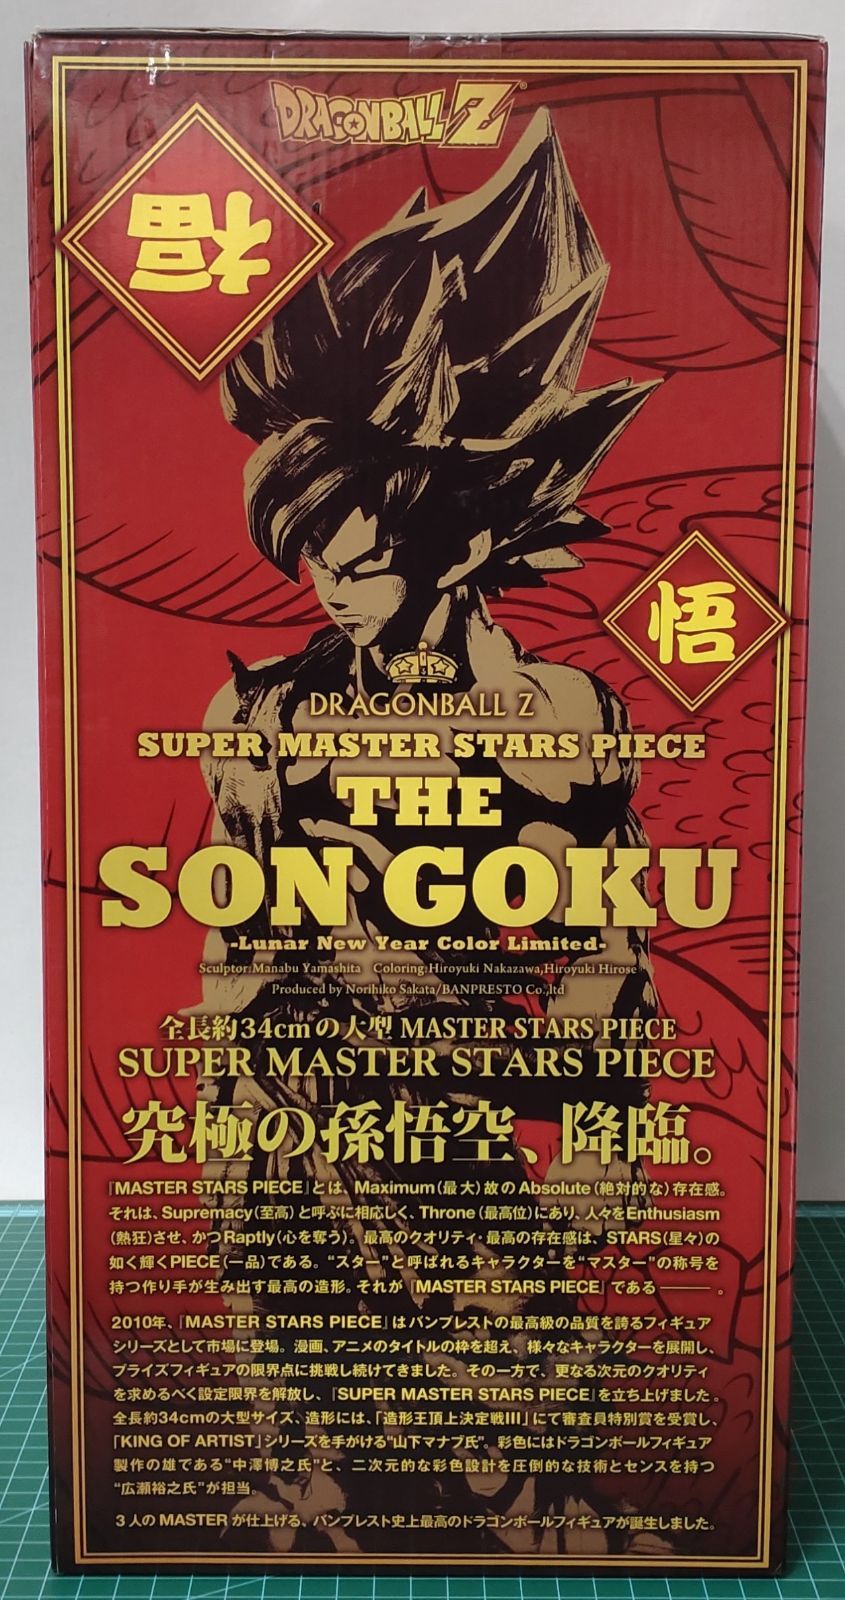 DRAGONBALL Z
福
悟
DRAGONBALL Z
SUPER MASTER STARS PIECE
THE
SON GOKU
-Lunar New Year Color Limited-
Sculptor:Manabu Yamashita Coloring:Hiroyuki Nakazawa,Hiroyuki Hirose
Produced by Norihiko Sakata/BANPRESTO Co.,ltd
全長約34cmの大型 MASTER STARS PIECE
SUPER MASTER STARS PIECE
究極の孫悟空、降臨。
『MASTER STARS PIECE』とは、Maximum(最大)故のAbsolute(絶対的な)存在感。
それは、Supremacy(至高)と呼ぶに相応しく、Throne(最高位)にあり、人々をEnthusiasm
(熱狂)させ、かつRaptly(心を奪う)。最高のクオリティ・最高の存在感は、STARS(星々)の
如く輝くPIECE(一品)である。“スター”と呼ばれるキャラクターを“マスター”の称号を
持つ作り手が生み出す最高の造形。それが『MASTER STARS PIECE』である―――。
2010年、『MASTER STARS PIECE』はバンプレストの最高級の品質を誇るフィギュア
シリーズとして市場に登場。漫画、アニメのタイトルの枠を超え、様々なキャラクターを展開し、
プライズフィギュアの限界点に挑戦し続けてきました。その一方で、更なる次元のクオリティ
を求めるべく設定限界を解放し、『SUPER MASTER STARS PIECE』を立ち上げました。
全長約34cmの大型サイズ、造形には、「造形王頂上決定戦III」にて審査員特別賞を受賞し、
「KING OF ARTIST」シリーズを手がける“山下マナブ氏”。彩色にはドラゴンボールフィギュア
製作の雄である“中澤博之氏”と、二次元的な彩色設計を圧倒的な技術とセンスを持つ
“広瀬裕之氏”が担当。
3人のMASTERが仕上げる、バンプレスト史上最高のドラゴンボールフィギュアが誕生しました。